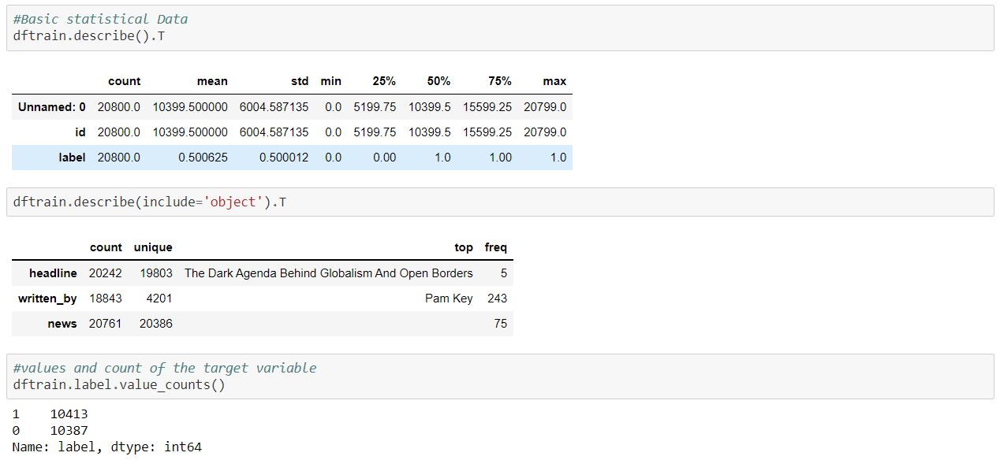 #Basic statistical Data
dftrain.describe().T
count mean std min 25% 50% 75% max
Unnamed: 0 20800.0 10399.500000 6004.587135 0.0 5199.75 10399.5 15599.25 20799.0
id 20800.0 10399.500000 6004.587135 0.0 5199.75 10399.5 15599.25 20799.0
label 20800.0 0.500625 0.500012 0.0 0.00 1.0 1.00 1.0
dftrain.describe(include='object').T
count unique top freq
headline 20242 19803 The Dark Agenda Behind Globalism And Open Borders 5
written_by 18843 4201 Pam Key 243
news 20761 20386 75
#values and count of the target variable
dftrain.label.value_counts()
1 10413
0 10387
Name: label, dtype: int64